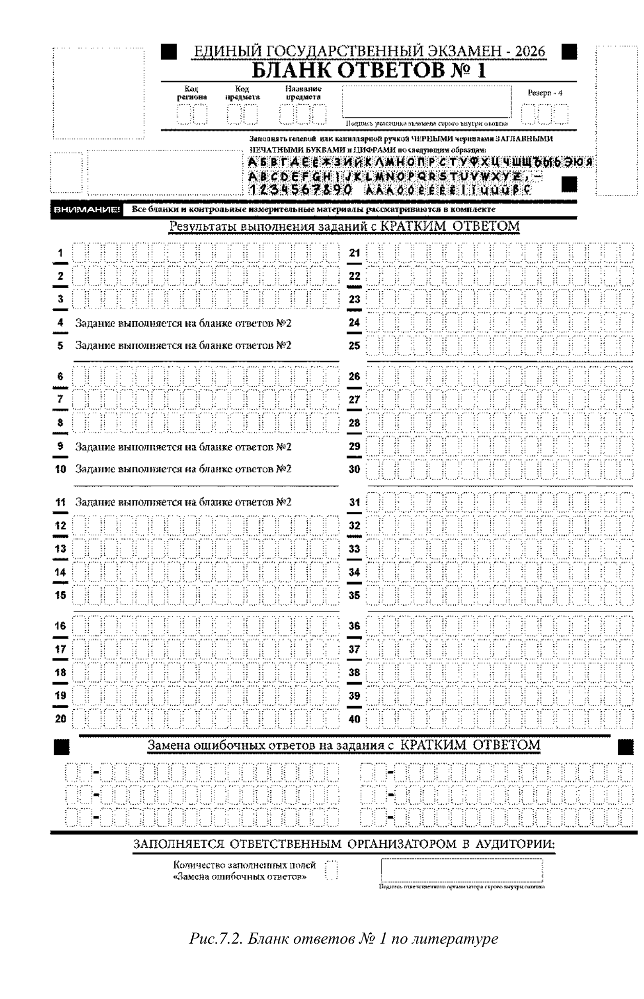 ЕДИНЫЙ ГОСУДАРСТВЕННЫЙ ЭКЗАМЕН - 2026
БЛАНК ОТВЕТОВ № 1
Код региона
Код предмета
Название предмета
Подпись участника экзамена строго внутри окошка
Резерв - 4
Заполнять гелевой или капиллярной ручкой ЧЕРНЫМИ чернилами ЗАГЛАВНЫМИ
ПЕЧАТНЫМИ БУКВАМИ и ЦИФРАМИ по следующим образцам:
АБВГДЕЁЖЗИЙКЛМНОПРСТУФХЦЧШЩЪЫЬЭЮЯ
ABCDEFGHIJKLMNOPQRSTUVWXYZ,-
1234567890
ВНИМАНИЕ! Все бланки и контрольные измерительные материалы рассматриваются в комплекте
Результаты выполнения заданий с КРАТКИМ ОТВЕТОМ
1
2
3
4 Задание выполняется на бланке ответов №2
5 Задание выполняется на бланке ответов №2
6
7
8
9 Задание выполняется на бланке ответов №2
10 Задание выполняется на бланке ответов №2
11 Задание выполняется на бланке ответов №2
12
13
14
15
16
17
18
19
20
21
22
23
24
25
26
27
28
29
30
31
32
33
34
35
36
37
38
39
40
Замена ошибочных ответов на задания с КРАТКИМ ОТВЕТОМ
-
-
-
-
-
-
ЗАПОЛНЯЕТСЯ ОТВЕТСТВЕННЫМ ОРГАНИЗАТОРОМ В АУДИТОРИИ:
Количество заполненных полей
«Замена ошибочных ответов»
Подпись ответственного организатора строго внутри окошка
Рис.7.2. Бланк ответов № 1 по литературе